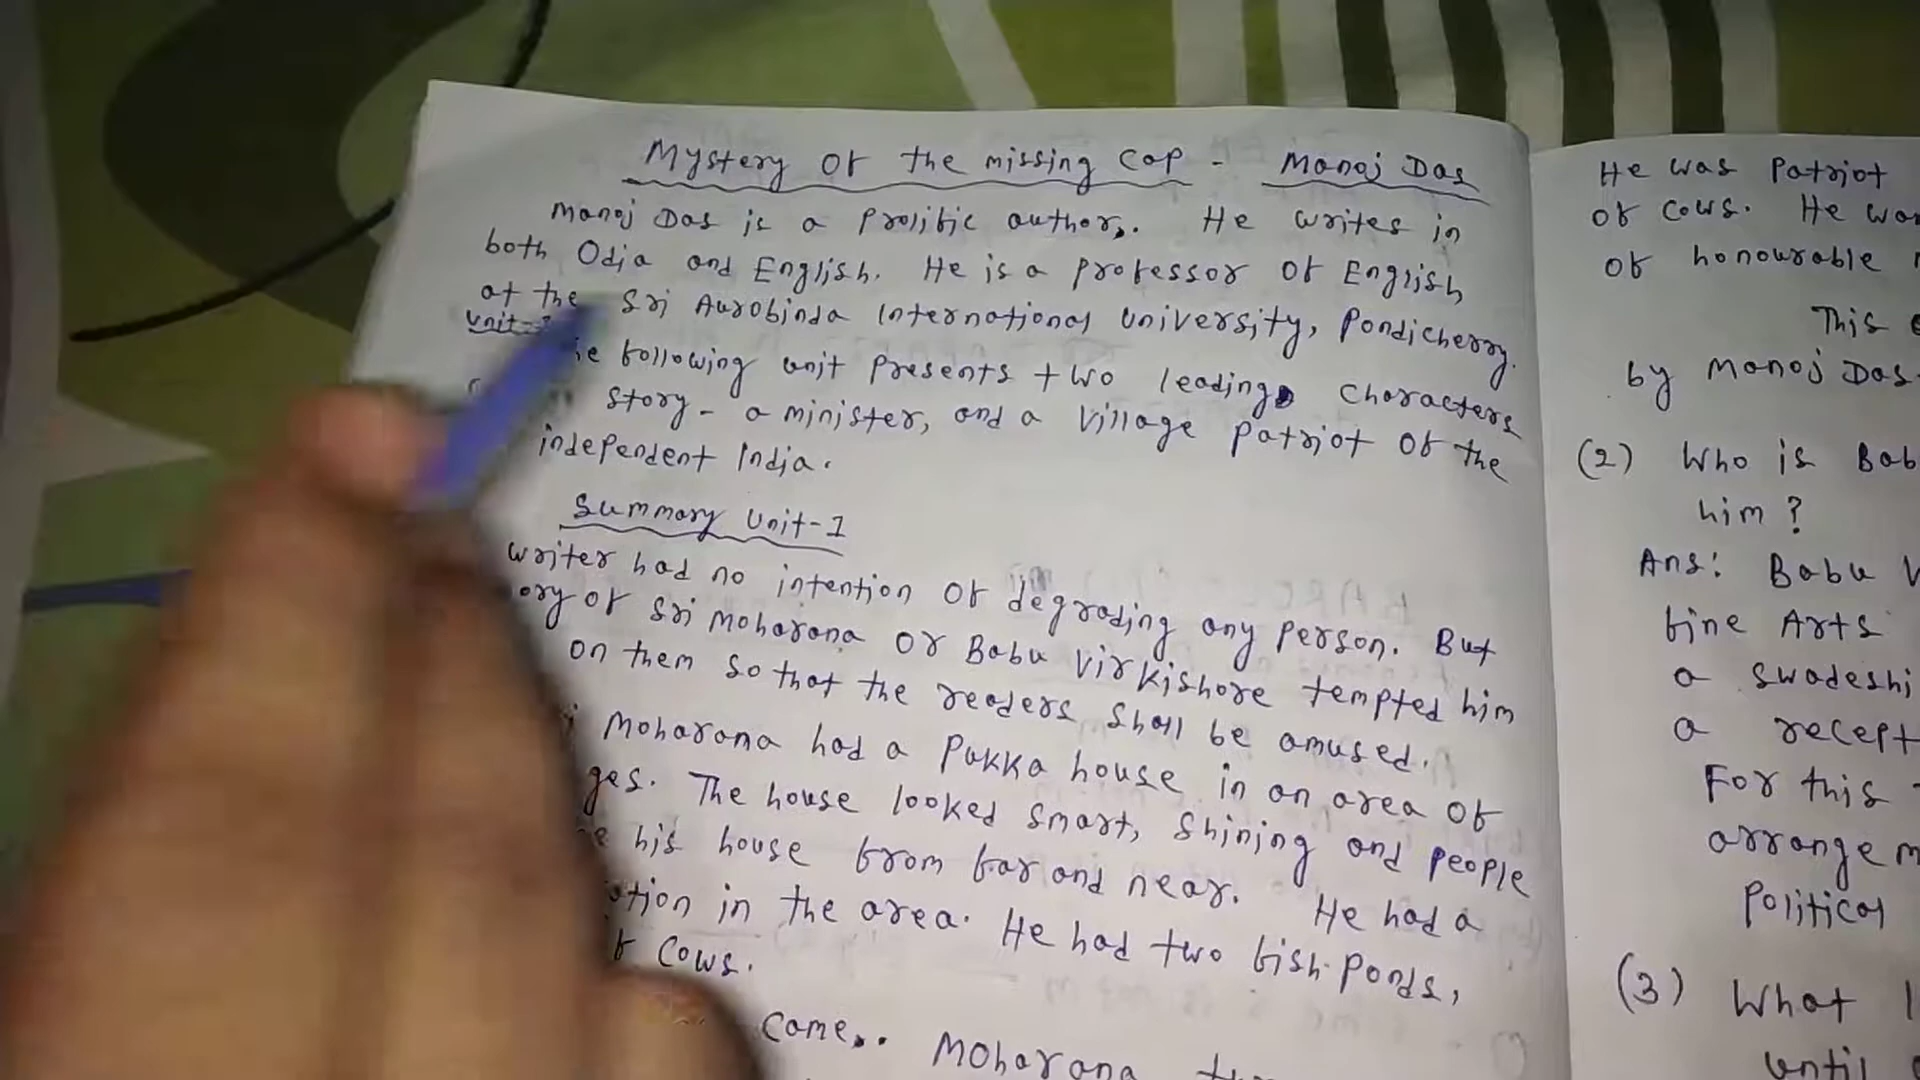 Mystery of the missing cap - Manoj Das
Manoj Das is a prolific author. He writes in
both Odia and English. He is a professor of English
at the Sri Aurobinda International University, Pondicherry.
Unit-
following unit presents two leading characters
story - a minister, and a village patriot of the
independent India.
Summary Unit-1
writer had no intention of degrading any person. But
of Sri Moharana or Babu Virkishore tempted him
on them so that the readers shall be amused.
Moharana had a Pukka house in an area of
The house looked smart, shining and people
his house from far and near. He had a
in the area. He had two fish-ponds,
cows.
came.. Moharana
He was Patriot
of cows. He
of honourable
This
by Manoj Das
(2) Who is
him?
Ans: Babu
fine Arts
a swadeshi
a
For this
Political
(3) What
until